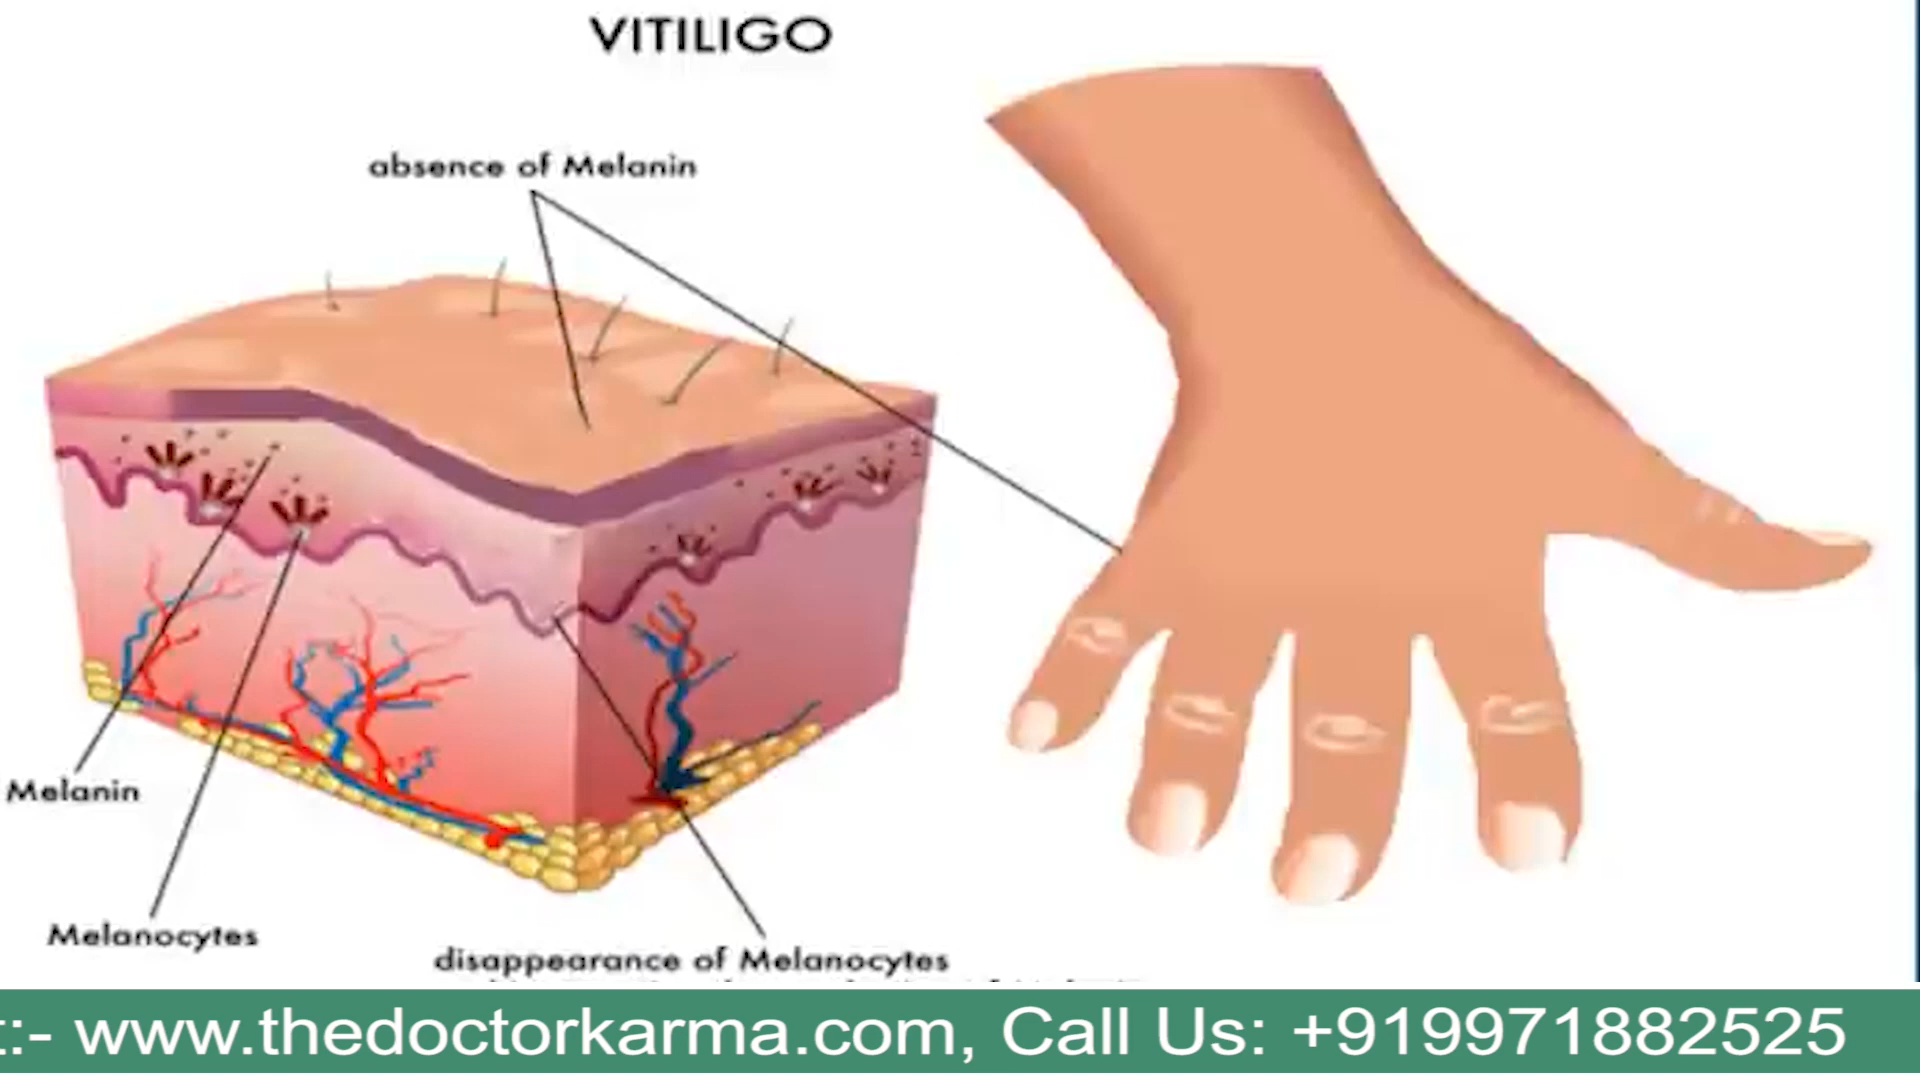 VITILIGO
absence of Melanin
Melanin
Melanocytes
disappearance of Melanocytes
t:- www.thedoctorkarma.com, Call Us: +919971882525